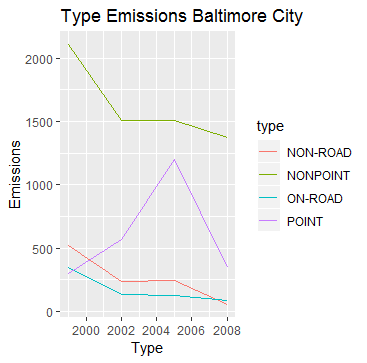 Type Emissions Baltimore City
2000
1500
1000
500
0
Emissions
2000 2002 2004 2006 2008
Type
type
NON-ROAD
NONPOINT
ON-ROAD
POINT